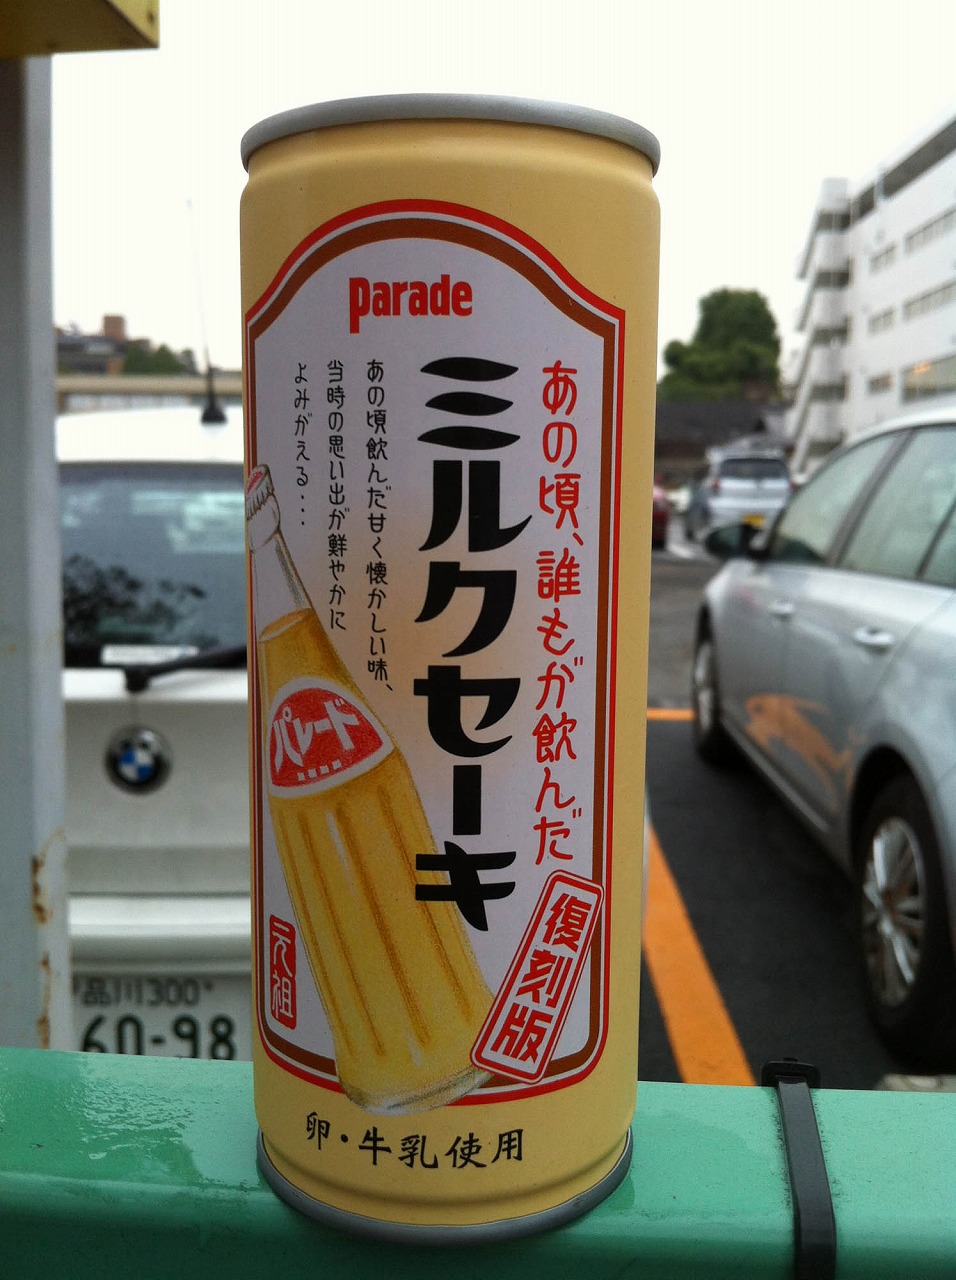 parade
あの頃、誰もが飲んだ
ミルクセーキ
あの頃飲んだ甘く懐かしい味、
当時の思い出が鮮やかに
よみがえる・・・
パレード
元祖
復刻版
卵・牛乳使用
品川300
60-98